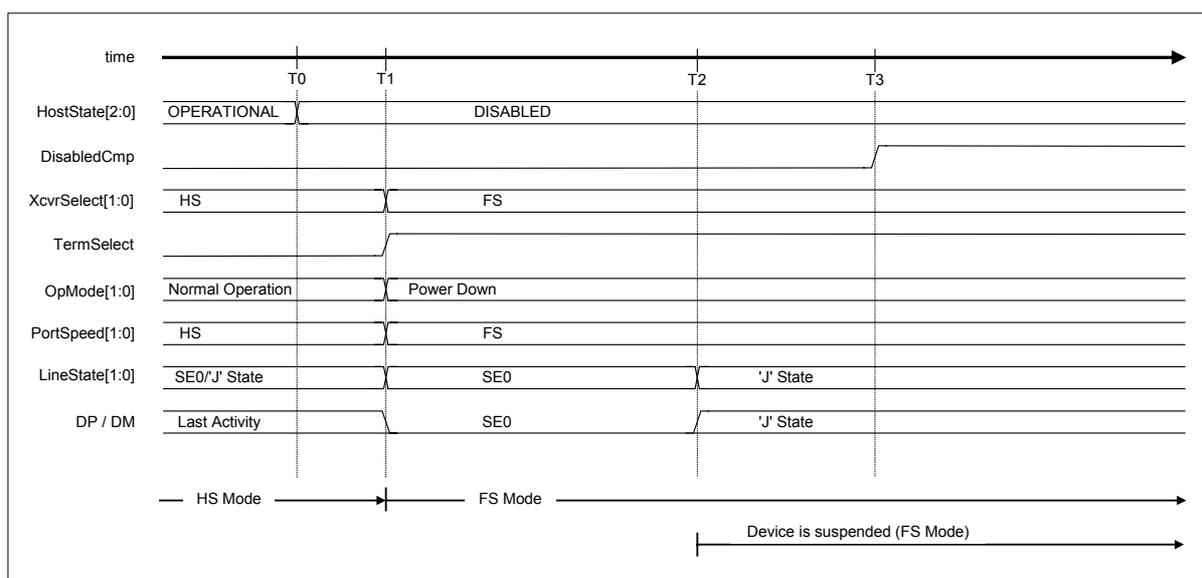 time
T0 T1 T2 T3
HostState[2:0] OPERATIONAL DISABLED
DisabledCmp
XcvrSelect[1:0] HS FS
TermSelect
OpMode[1:0] Normal Operation Power Down
PortSpeed[1:0] HS FS
LineState[1:0] SE0/'J' State SE0 'J' State
DP / DM Last Activity SE0 'J' State
HS Mode FS Mode
Device is suspended (FS Mode)